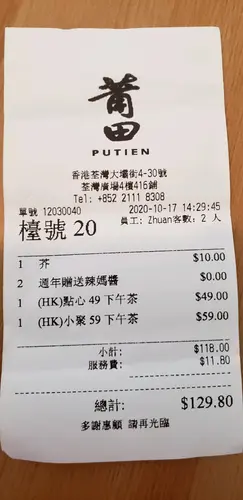 莆田
PUTIEN
香港荃灣大壩街4-30號
荃灣廣場4樓416鋪
Tel: +852 2111 8308
單號 12030040 2020-10-17 14:29:45
檯號 20 員工: Zhuan客數: 2 人
1 芥 $10.00
2 週年贈送辣媽醬 $0.00
1 (HK)點心 49 下午茶 $49.00
1 (HK)小聚 59 下午茶 $59.00
小計: $118.00
服務費: $11.80
總計: $129.80
多謝惠顧 請再光臨